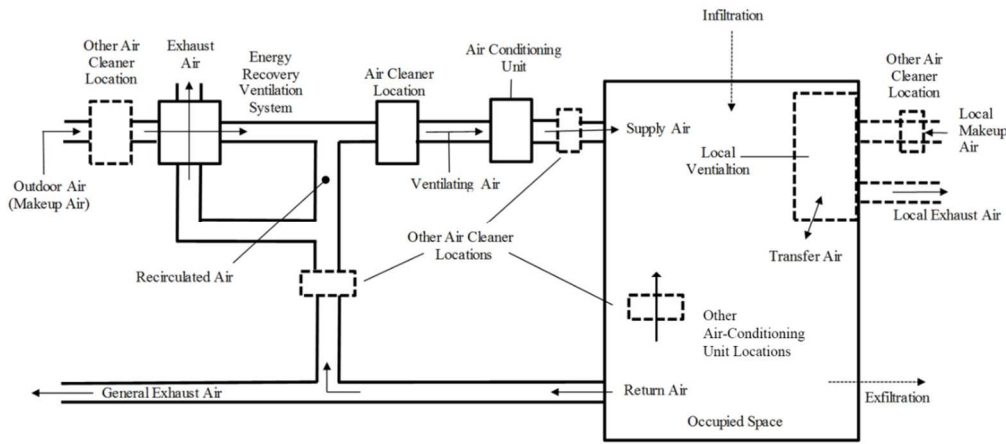 Infiltration
Other Air
Cleaner
Location
Exhaust
Air
Energy
Recovery
Ventilation
System
Air Cleaner
Location
Air Conditioning
Unit
Other Air
Cleaner
Location
Supply Air
Local
Makeup
Air
Local
Ventialtion
Outdoor Air
(Makeup Air)
Ventilating Air
Local Exhaust Air
Other Air Cleaner
Locations
Transfer Air
Recirculated Air
Other
Air-Conditioning
Unit Locations
General Exhaust Air
Return Air
Exfiltration
Occupied Space